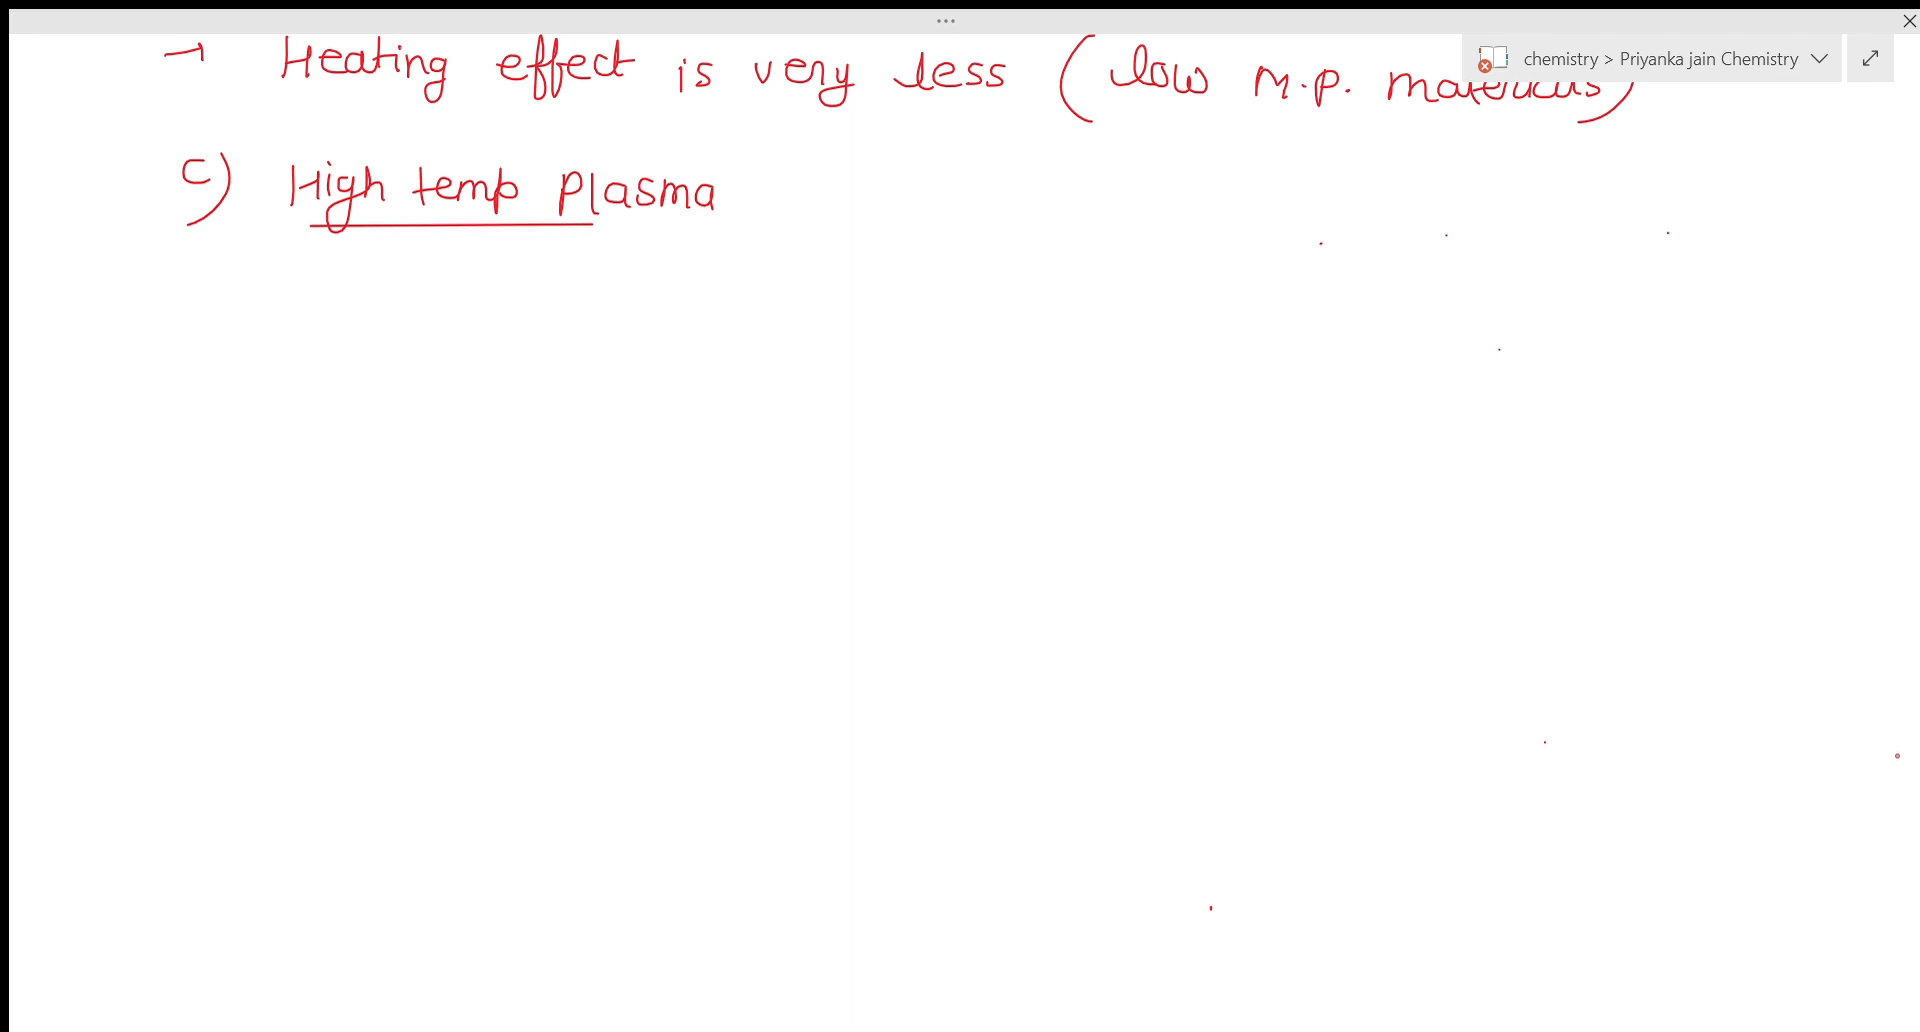 → Heating effect is very less (low m.p. materials)
chemistry > Priyanka jain Chemistry
c) High temp plasma